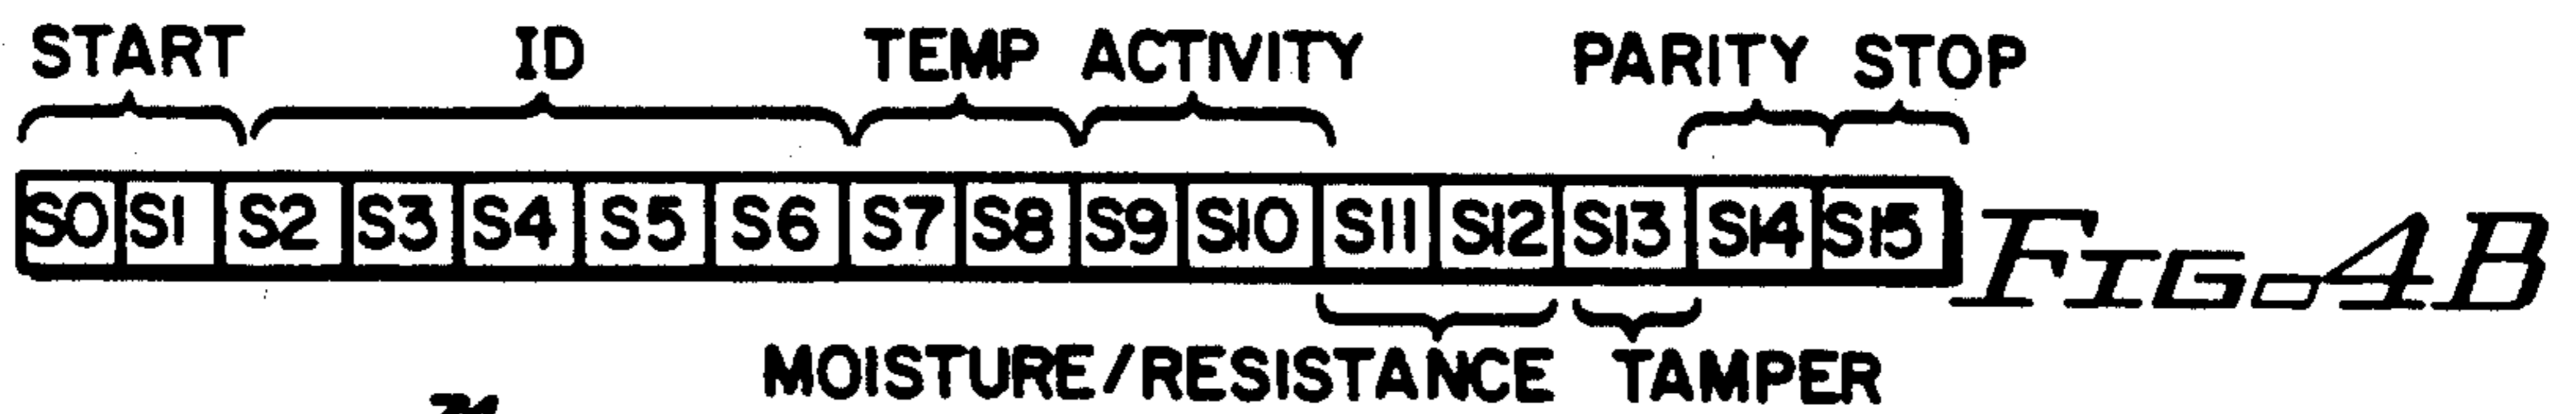 START ID TEMP ACTIVITY PARITY STOP
S0 S1 S2 S3 S4 S5 S6 S7 S8 S9 S10 S11 S12 S13 S14 S15 FIG. 4B
MOISTURE/RESISTANCE TAMPER